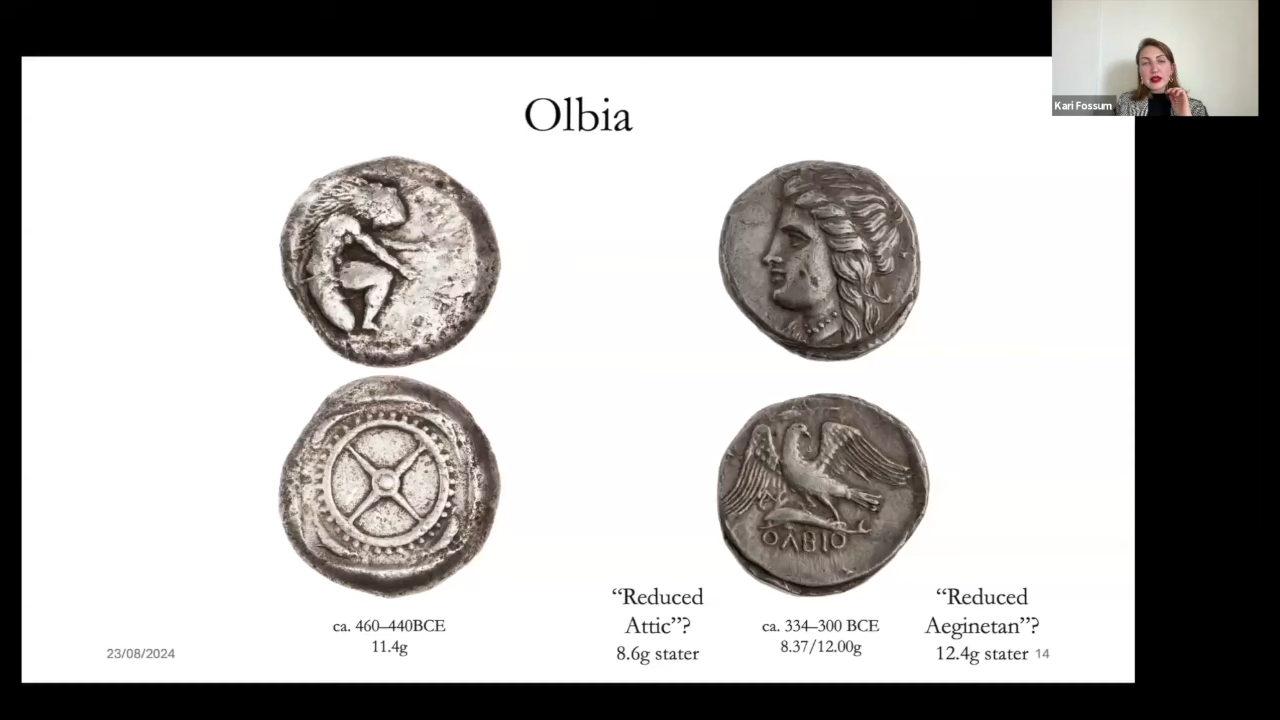 Kari Fossum
Olbia
ΟΛΒΙΟ
ca. 460–440BCE
11.4g
“Reduced
Attic”?
8.6g stater
ca. 334–300 BCE
8.37/12.00g
“Reduced
Aeginetan”?
12.4g stater
23/08/2024
14